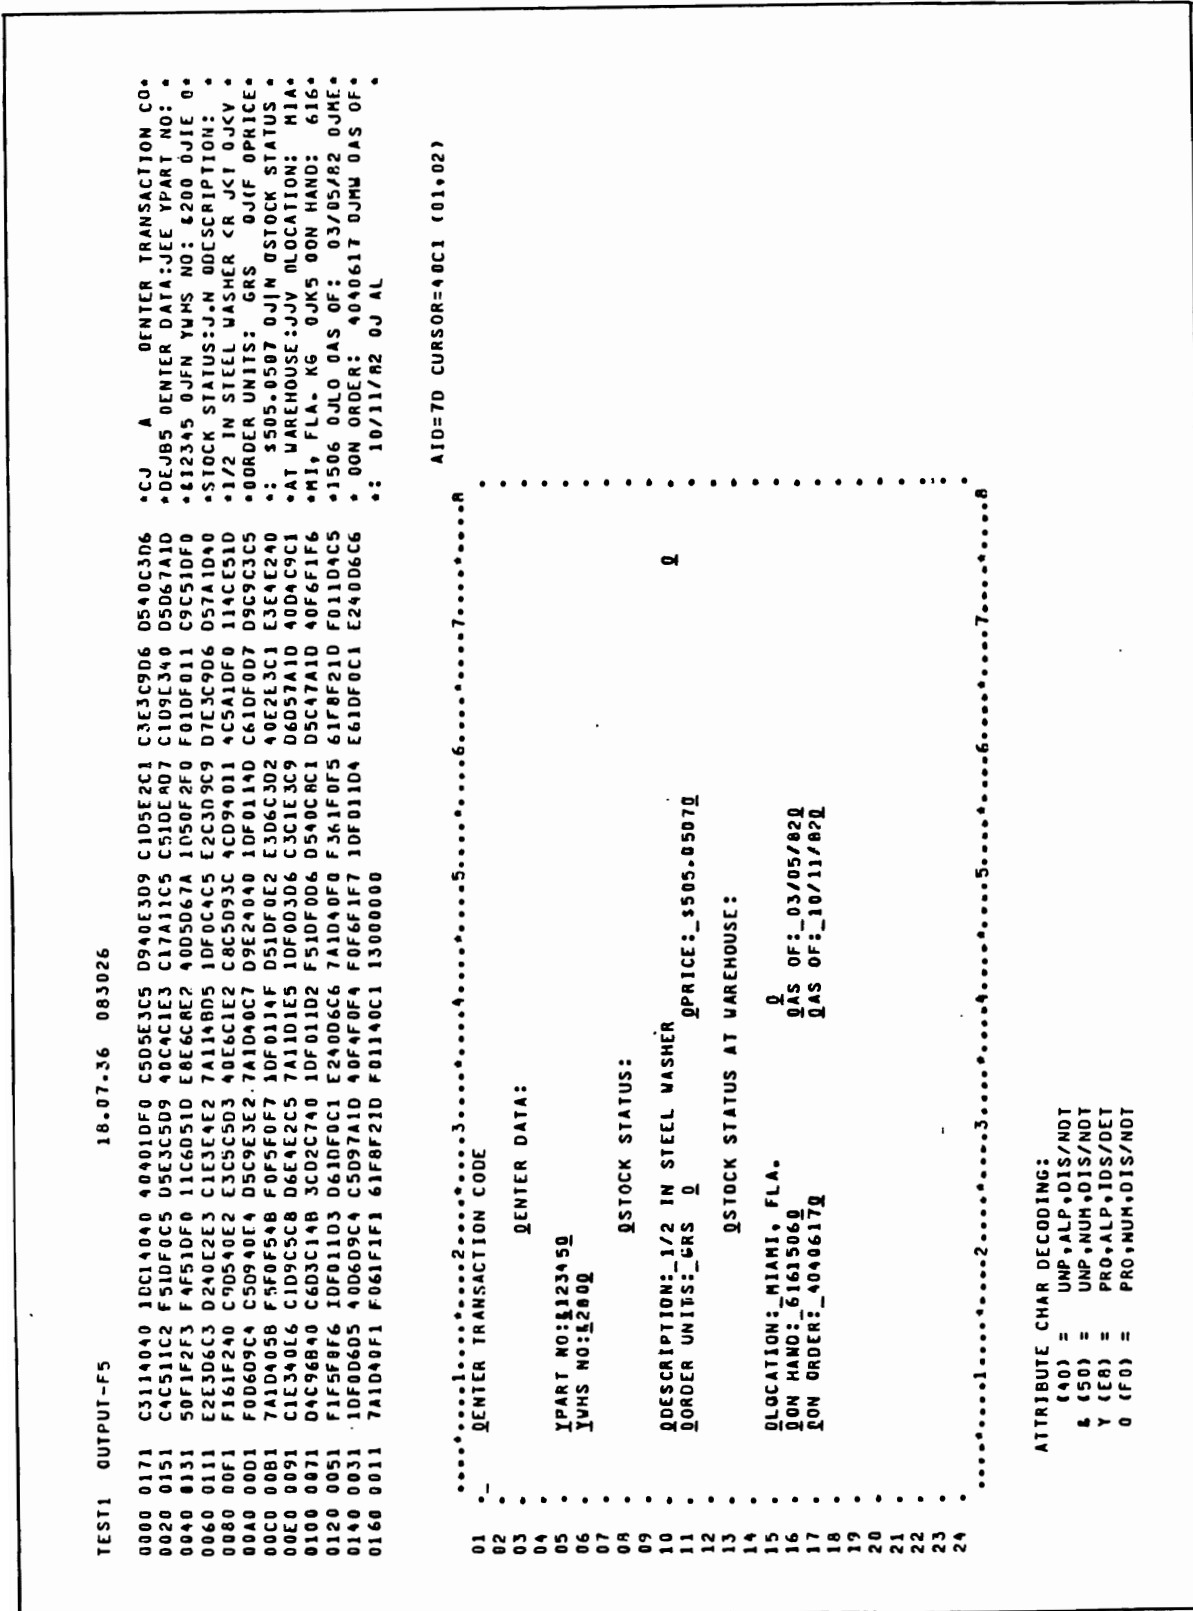 TEST1 OUTPUT-F5 18.07.36 083026
0000 0171 C3114040 1DC14040 40401DF0 C5D5E3C5 D940E3D9 C1D5E2C1 C3E3C9D6 D540C3D6 *CJ A 0ENTER TRANSACTION CO*
0020 0151 C4C511C2 F51DF0C5 D5E3C5D9 40C4C1E3 C17A11C5 C51DE8D7 C1D9E340 D5D67A1D *DEJB5 0ENTER DATA:JEE YPART NO: *
0040 0131 50F1F2F3 F4F51DF0 11C6D51D E8E6C8E2 40D5D67A 1D50F2F0 F01DF011 C9C51DF0 *&12345 0JFN YWHS NO: &200 0JIE 0*
0060 0111 E2E3D6C3 D240E2E3 C1E3E4E2 7A114BD5 1DF0C4C5 E2C3D9C9 D7E3C9D6 D57A1D40 *STOCK STATUS:J.N 0DESCRIPTION: *
0080 00F1 F161F240 C9D540E2 E3C5C5D3 40E6C1E2 C8C5D93C 4CD94011 4C5A1DF0 114CE51D *1/2 IN STEEL WASHER <R J<! 0J<V *
00A0 00D1 F0D6D9C4 C5D940E4 D5C9E3E2 7A1D40C7 D9E24040 1DF0114D C61DF0D7 D9C9C3C5 *0ORDER UNITS: GRS 0J(F 0PRICE*
00C0 00B1 7A1D405B F5F0F54B F0F5F0F7 1DF0114F D51DF0E2 E3D6C3D2 40E2E3C1 E3E4E240 *: $505.0507 0J|N 0STOCK STATUS *
00E0 0091 C1E340E6 C1D9C5C8 D6E4E2C5 7A11D1E5 1DF0D3D6 C3C1E3C9 D6D57A1D 40D4C9C1 *AT WAREHOUSE:JJV 0LOCATION: MIA*
0100 0071 D4C96B40 C6D3C14B 3CD2C740 1DF011D2 F51DF0D6 D540C8C1 D5C47A1D 40F6F1F6 *MI, FLA. KG 0JK5 0ON HAND: 616*
0120 0051 F1F5F0F6 1DF011D3 D61DF0C1 E240D6C6 7A1D40F0 F361F0F5 61F8F21D F011D4C5 *1506 0JLO 0AS OF: 03/05/82 0JME*
0140 0031 1DF0D6D5 40D6D9C4 C5D97A1D 40F4F0F4 F0F6F1F7 1DF011D4 E61DF0C1 E240D6C6 * 0ON ORDER: 4040617 0JMW 0AS OF*
0160 0011 7A1D40F1 F061F1F1 61F8F21D F01140C1 13000000 *: 10/11/82 0J AL *
AID=7D CURSOR=40C1 (01,02)
....*....1....*....2....*....3....*....4....*....5....*....6....*....7....*....8
01 ._ 0ENTER TRANSACTION CODE .
02 . .
03 . 0ENTER DATA: .
04 . .
05 . YPART NO:&123450 .
06 . YWHS NO:&2000 .
07 . .
08 . 0STOCK STATUS: .
09 . .
10 . 0DESCRIPTION:_1/2 IN STEEL WASHER 0 .
11 . 0ORDER UNITS:_GRS 0 0PRICE:_$505.05070 .
12 . .
13 . 0STOCK STATUS AT WAREHOUSE: .
14 . .
15 . 0LOCATION:_MIAMI, FLA. 0 .
16 . 0ON HAND:_61615060 0AS OF:_03/05/820 .
17 . 0ON ORDER:_40406170 0AS OF:_10/11/820 .
18 . .
19 . .
20 . .
21 . .
22 . .
23 . .
24 . .
....*....1....*....2....*....3....*....4....*....5....*....6....*....7....*....8
ATTRIBUTE CHAR DECODING:
(40) = UNP,ALP,DIS/NDT
& (50) = UNP,NUM,DIS/NDT
Y (E8) = PRO,ALP,IDS/DET
0 (F0) = PRO,NUM,DIS/NDT